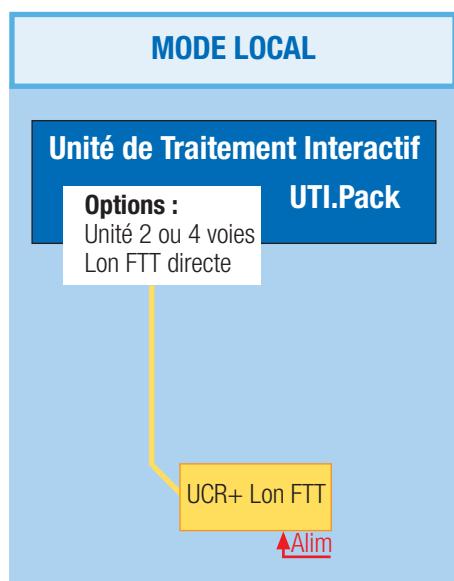 MODE LOCAL
Unité de Traitement Interactif
UTI.Pack
Options :
Unité 2 ou 4 voies
Lon FTT directe
UCR+ Lon FTT
Alim